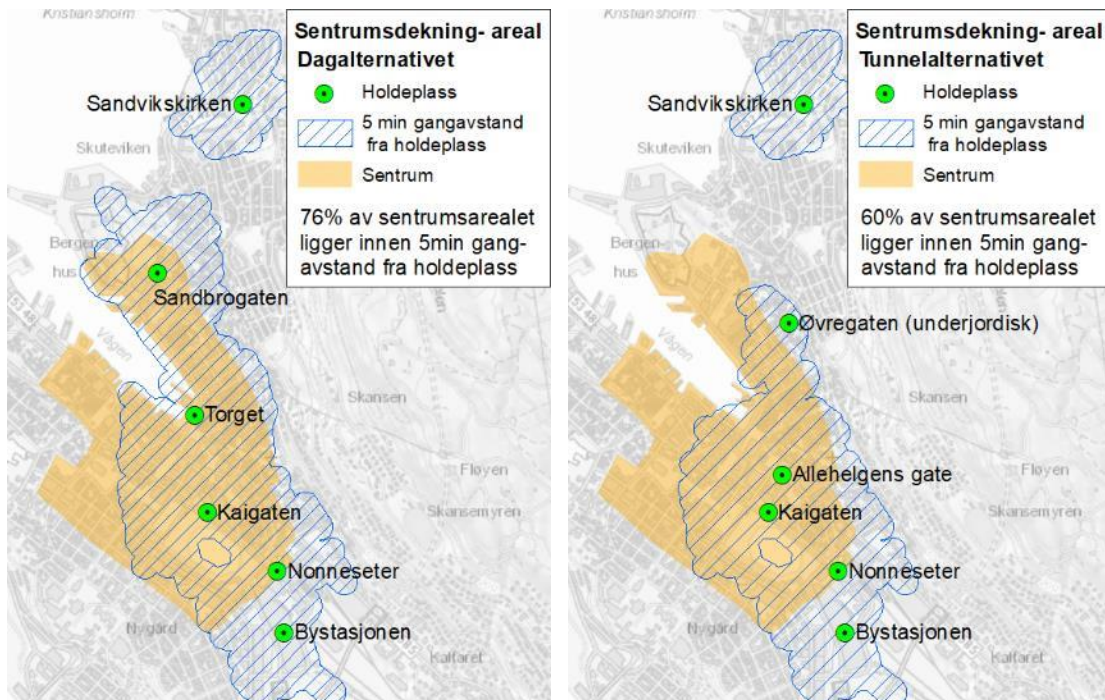 Kristiansholm
Sentrumsdekning- areal
Dagalternativet
Holdeplass
5 min gangavstand
fra holdeplass
Sentrum
76% av sentrumsarealet
ligger innen 5min gang-
avstand fra holdeplass
Sandvikskirken
Skuteviken
Bergen-
hus
Sandbrogaten
Vågen
Torget
Skansen
Fløyen
Kaigaten
Skansemyren
Nonneseter
Nygård
Bystasjonen
Kalfaret
Kristiansholm
Sentrumsdekning- areal
Tunnelalternativet
Holdeplass
5 min gangavstand
fra holdeplass
Sentrum
60% av sentrumsarealet
ligger innen 5min gang-
avstand fra holdeplass
Sandvikskirken
Skuteviken
Bergen-
hus
Øvregaten (underjordisk)
Vågen
Skansen
Fløyen
Allehelgens gate
Kaigaten
Skansemyren
Nonneseter
Nygård
Bystasjonen
Kalfaret